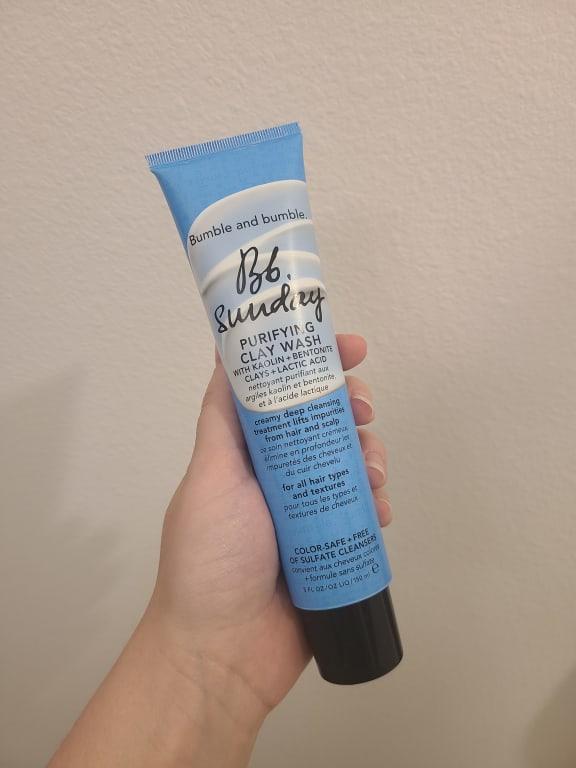 Bumble and bumble.
Bb.
Sunday
PURIFYING
CLAY WASH
WITH KAOLIN + BENTONITE
CLAYS + LACTIC ACID
nettoyant purifiant aux
argiles kaolin et bentonite,
et à l'acide lactique
creamy deep cleansing
treatment lifts impurities
from hair and scalp
ce soin nettoyant crémeux
élimine en profondeur les
impuretés des cheveux et
du cuir chevelu
for all hair types
and textures
pour tous les types et
textures de cheveux
COLOR-SAFE + FREE
OF SULFATE CLEANSERS
convient aux cheveux colorés
+ formule sans sulfate
5 FL OZ/OZ LIQ/150 ml e